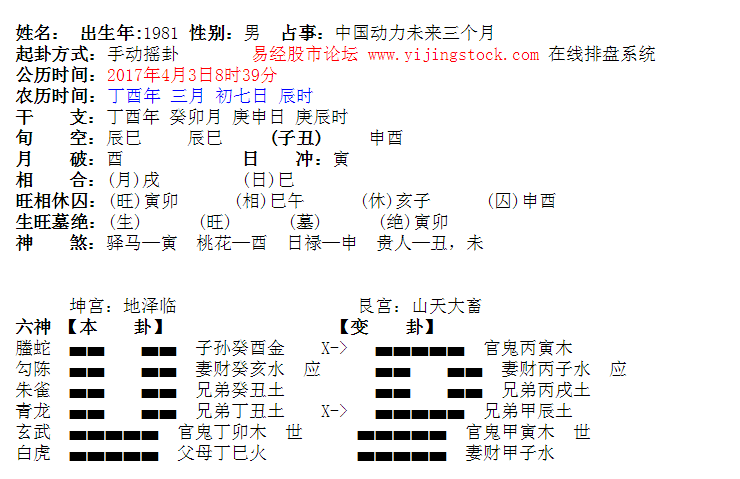 姓名： 出生年:1981 性别：男 占事：中国动力未来三个月
起卦方式：手动摇卦 易经股市论坛 www.yijingstock.com 在线排盘系统
公历时间：2017年4月3日8时39分
农历时间：丁酉年 三月 初七日 辰时
干 支：丁酉年 癸卯月 庚申日 庚辰时
旬 空：辰巳 辰巳 (子丑) 申酉
月 破：酉 日 冲：寅
相 合：(月)戌 (日)巳
旺相休囚：(旺)寅卯 (相)巳午 (休)亥子 (囚)申酉
生旺墓绝：(生) (旺) (墓) (绝)寅卯
神 煞：驿马—寅 桃花—酉 日禄—申 贵人—丑，未
坤宫：地泽临 艮宫：山天大畜
六神 【本 卦】 【变 卦】
螣蛇 子孙癸酉金 X-> 官鬼丙寅木
勾陈 妻财癸亥水 应 妻财丙子水 应
朱雀 兄弟癸丑土 兄弟丙戌土
青龙 兄弟丁丑土 X-> 兄弟甲辰土
玄武 官鬼丁卯木 世 官鬼甲寅木 世
白虎 父母丁巳火 妻财甲子水